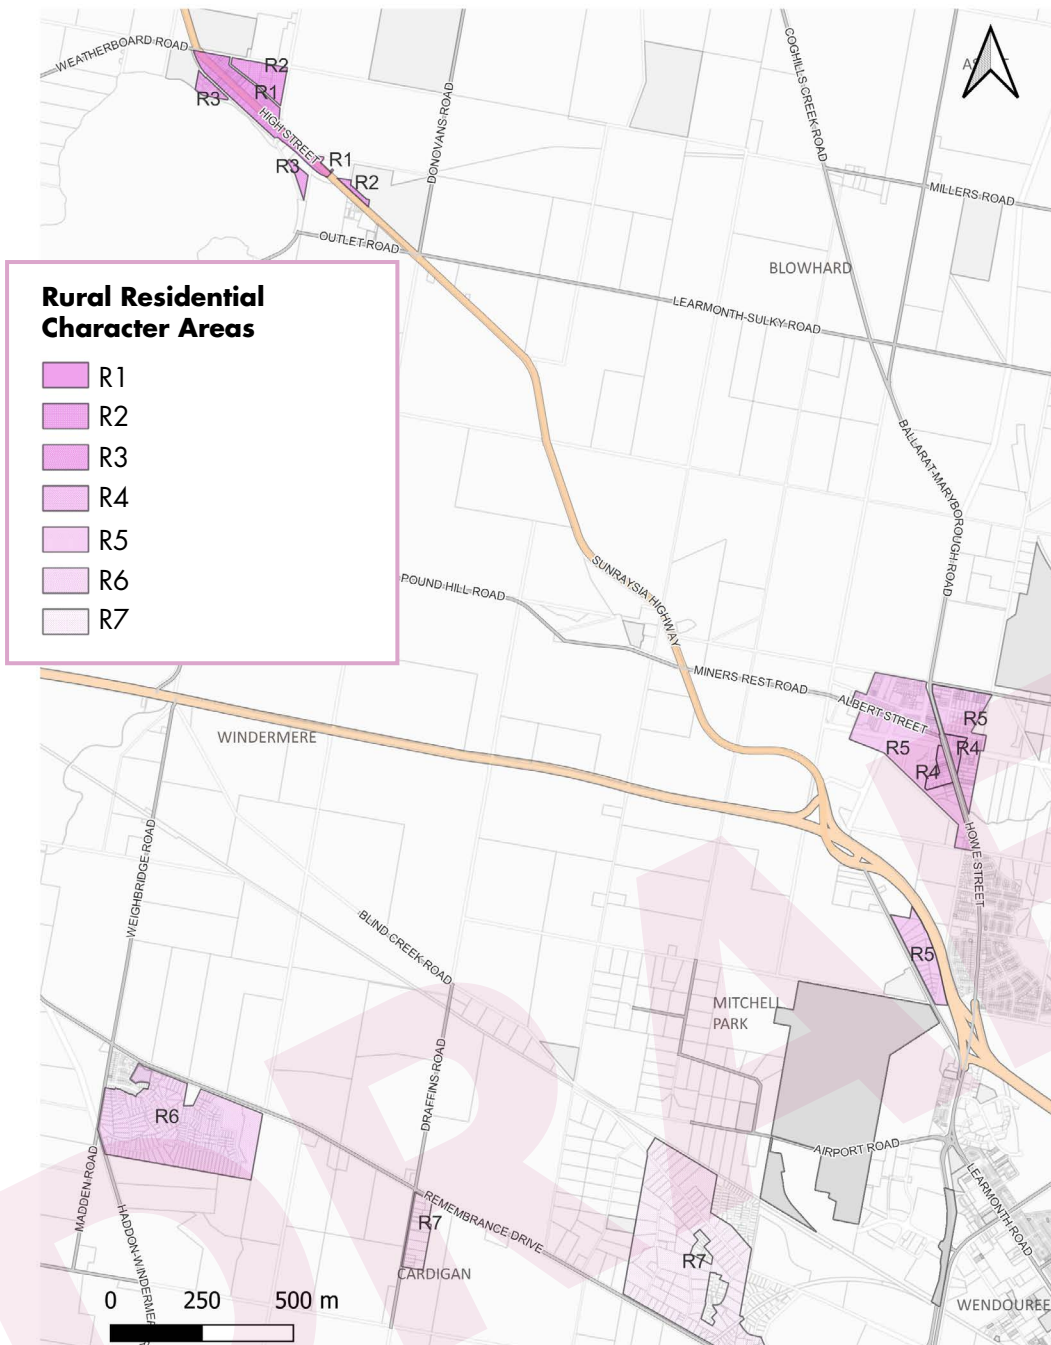 WEATHERBOARD ROAD
R2
R1
R3
HIGH STREET
R3
R1
R2
DONOVANS ROAD
COGHILLS CREEK ROAD
MILLERS ROAD
OUTLET ROAD
BLOWHARD
LEARMONTH-SULKY ROAD
Rural Residential
Character Areas
R1
R2
R3
R4
R5
R6
R7
BALLARAT-MARYBOROUGH ROAD
POUND HILL ROAD
SUNRAYSIA HIGHWAY
MINERS REST ROAD
ALBERT STREET
R5
R5
R4
R4
WINDERMERE
HOWE STREET
WEIGHBRIDGE ROAD
BLIND CREEK ROAD
R5
MITCHELL
PARK
DRAFFINS ROAD
R6
AIRPORT ROAD
MADDEN ROAD
HADDON-WINDERME
REMEMBRANCE DRIVE
LEARMONTH ROAD
R7
R7
CARDIGAN
WENDOUREE
0 250 500 m
DRA